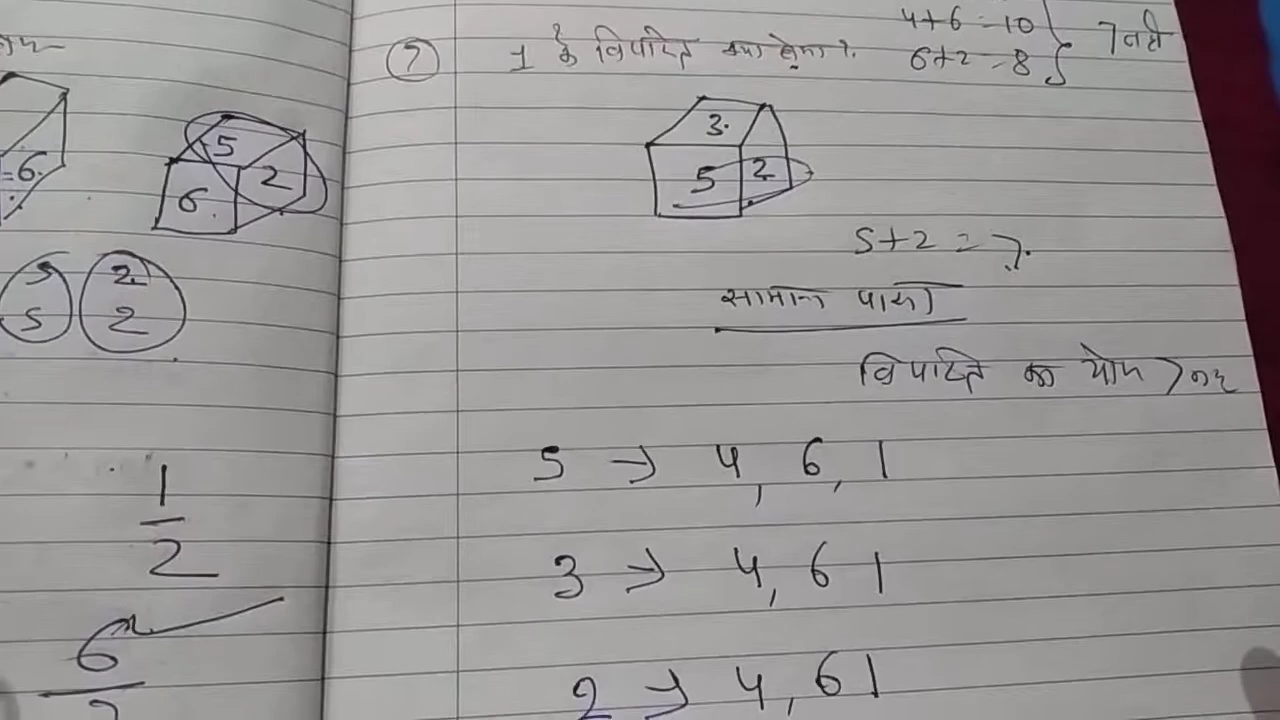 =6.
5
6.
2
5 2
5 2
1
2
6
7 1 के विपरित क्या होगा?
4+6=10
6+2=8
7 नही
3.
5 2
5+2=7.
सामान पासा
विपरित का योग 7 नही
5 → 4, 6, 1
3 → 4, 6 1
2 → 4, 6 1